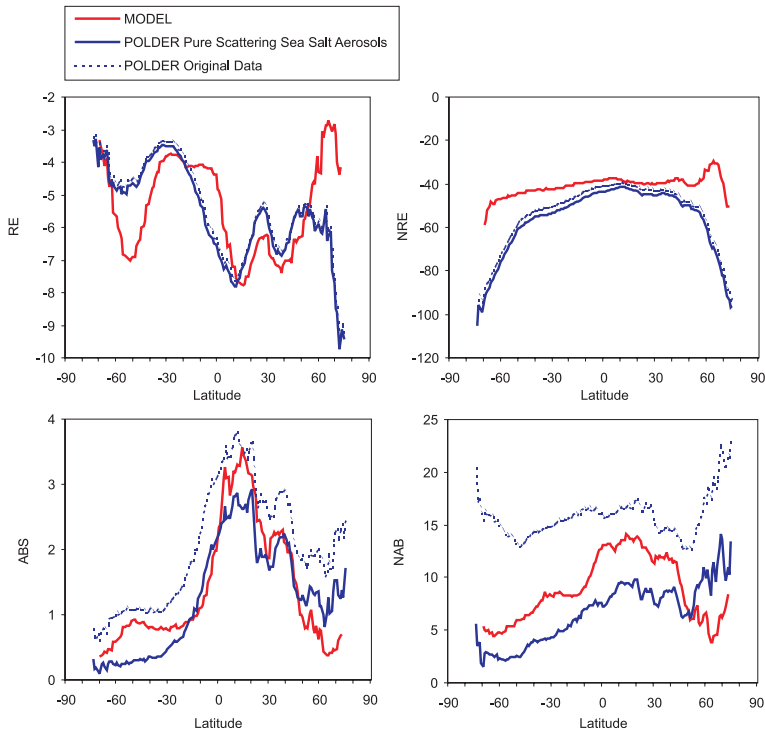 MODEL
POLDER Pure Scattering Sea Salt Aerosols
POLDER Original Data
-2
-3
-4
-5
-6
-7
-8
-9
-10
RE
-90 -60 -30 0 30 60 90
Latitude
0
-20
-40
-60
-80
-100
-120
NRE
-90 -60 -30 0 30 60 90
Latitude
4
3
2
1
0
ABS
-90 -60 -30 0 30 60 90
Latitude
25
20
15
10
5
0
NAB
-90 -60 -30 0 30 60 90
Latitude